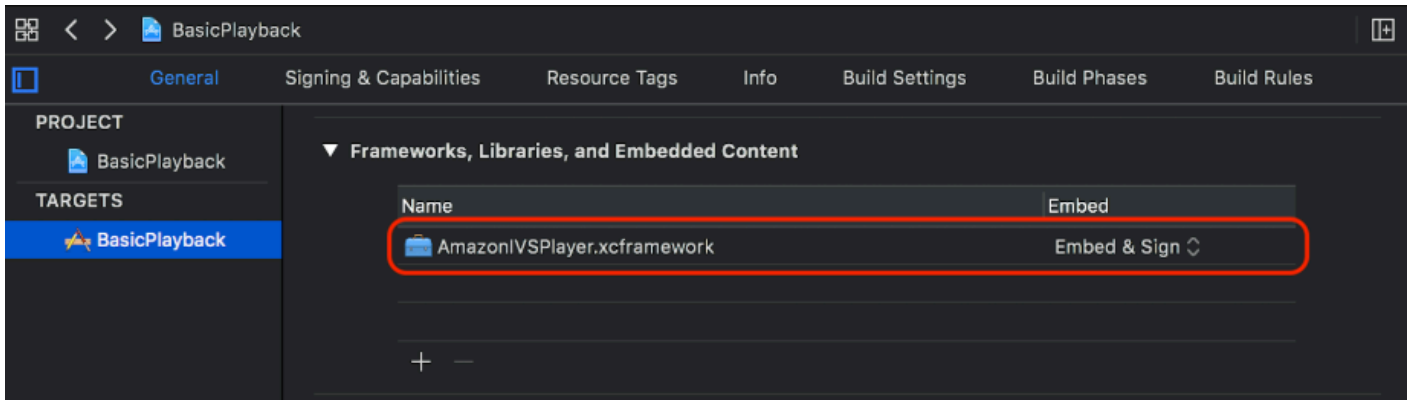 BasicPlayback
General Signing & Capabilities Resource Tags Info Build Settings Build Phases Build Rules
PROJECT
BasicPlayback
TARGETS
BasicPlayback
Frameworks, Libraries, and Embedded Content
Name Embed
AmazonIVSPlayer.xcframework Embed & Sign